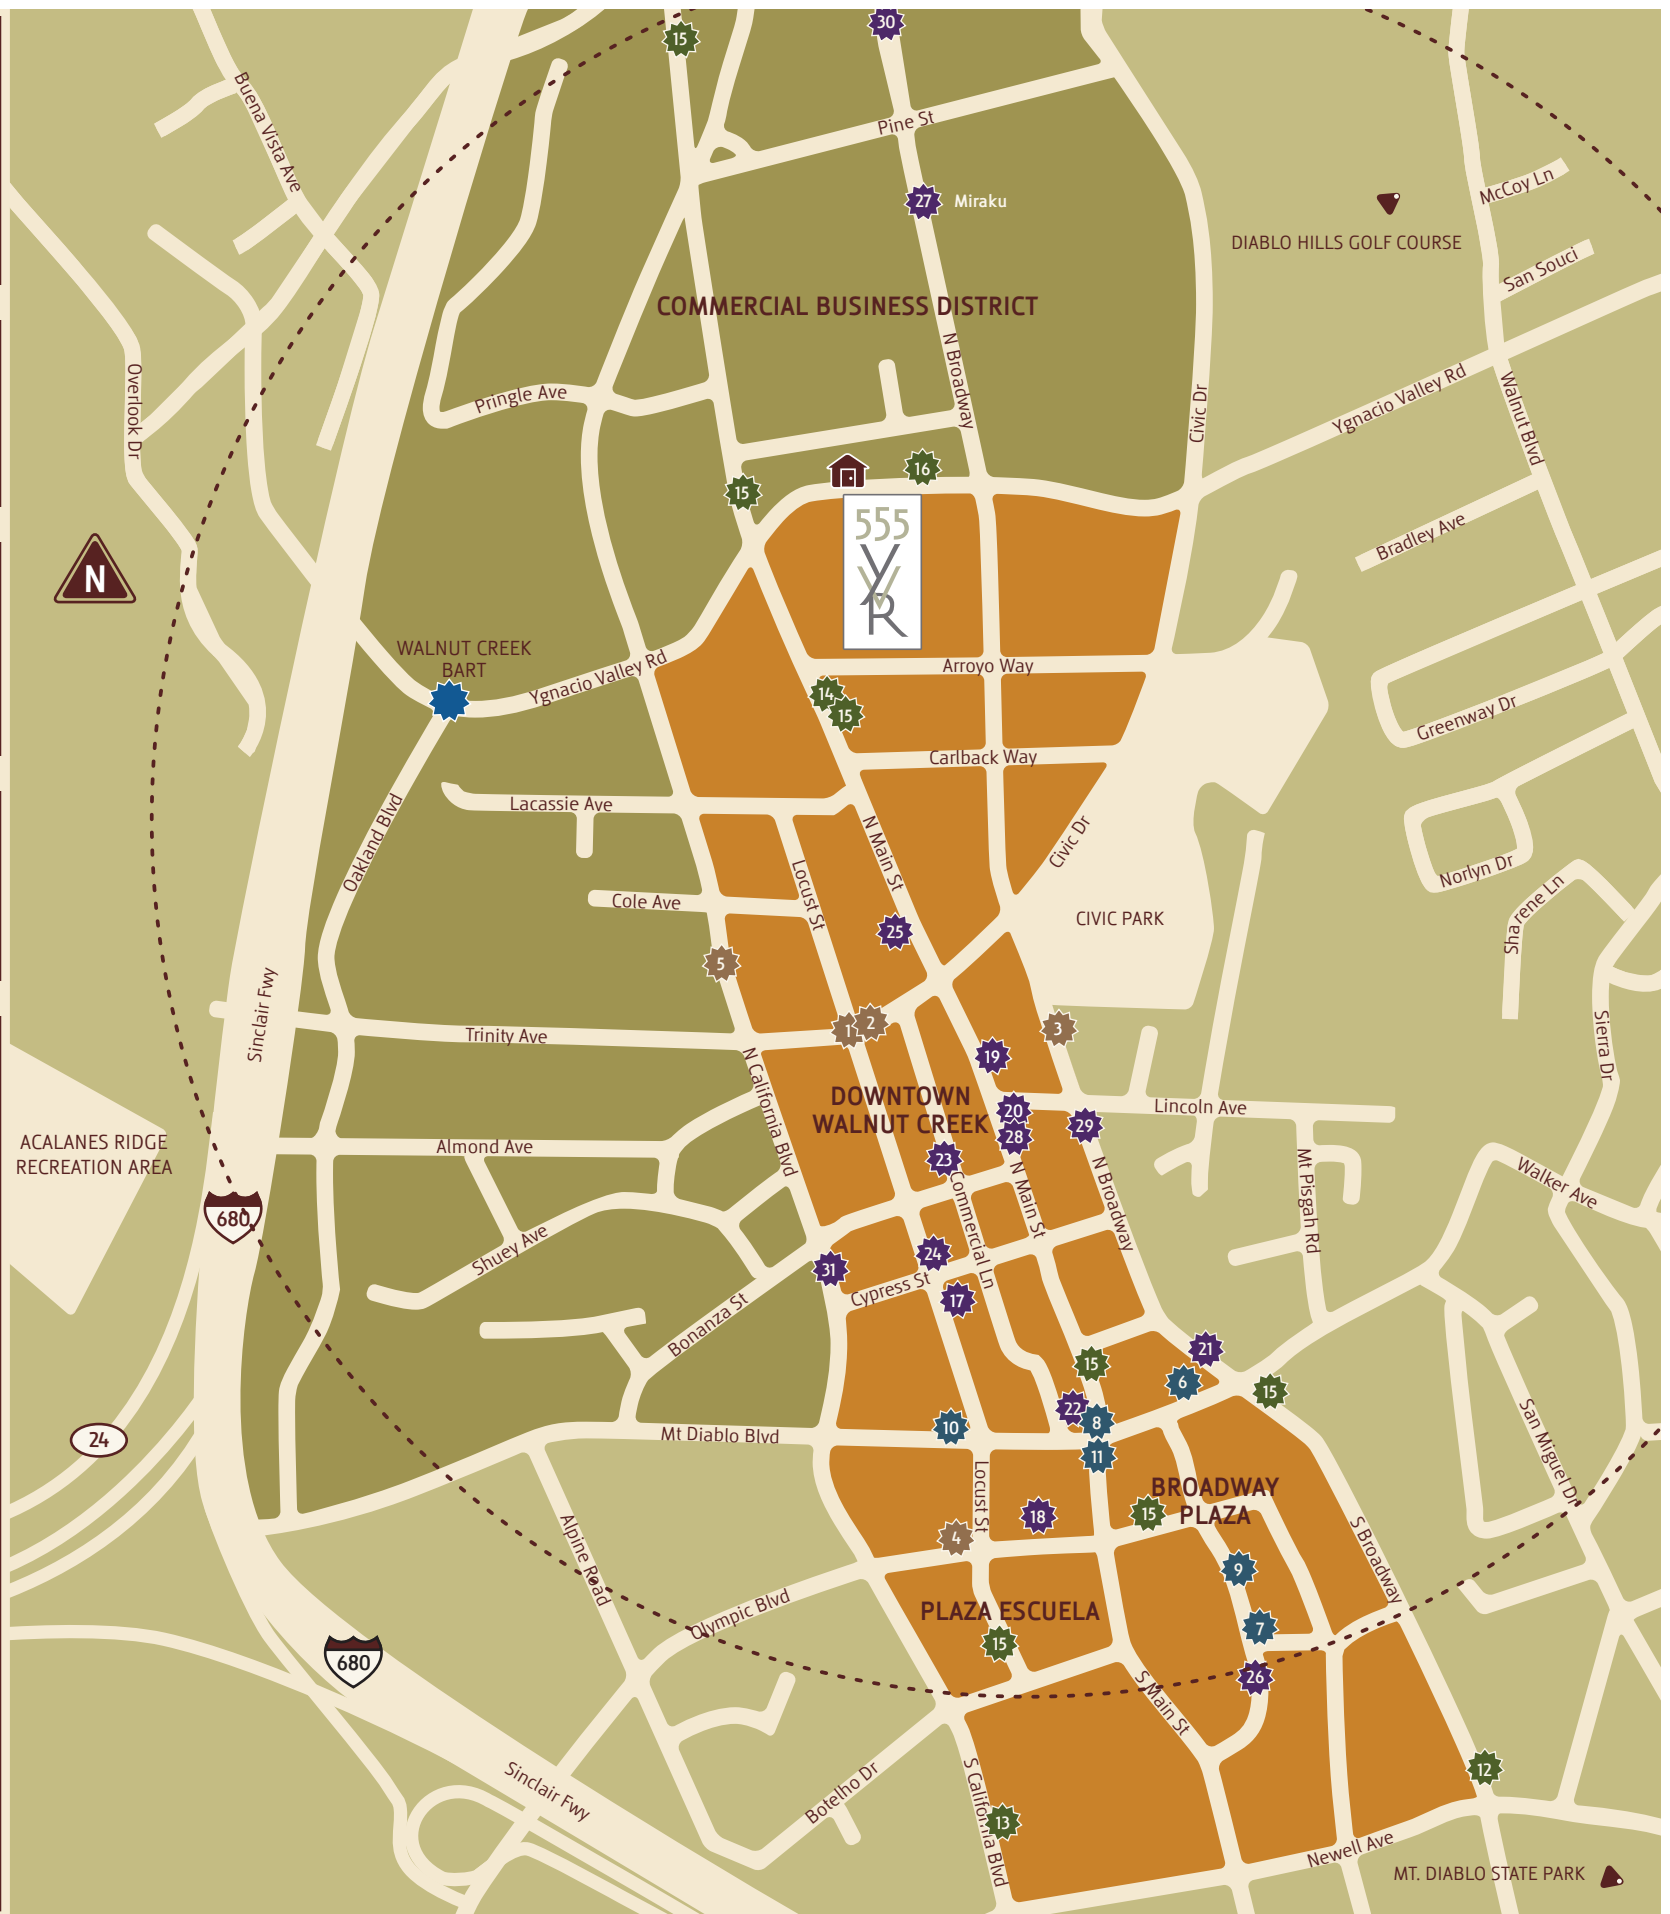 30
15
Buena Vista Ave
Pine St
McCoy Ln
27 Miraku
DIABLO HILLS GOLF COURSE
San Souci
COMMERCIAL BUSINESS DISTRICT
N Broadway
Overlook Dr
Pringle Ave
Civic Dr
Ygnacio Valley Rd
Walnut Blvd
16
15
555
YVR
Bradley Ave
N
WALNUT CREEK
BART
Ygnacio Valley Rd
Arroyo Way
14
15
Greenway Dr
Carlback Way
Lacassie Ave
Oakland Blvd
N Main St
Civic Dr
Locust St
Norlyn Dr
Cole Ave
Sharene Ln
CIVIC PARK
25
5
Sinclair Fwy
Trinity Ave
1
2
3
Sierra Dr
19
N California Blvd
DOWNTOWN
WALNUT CREEK
20
28
29
Lincoln Ave
ACALANES RIDGE
RECREATION AREA
Almond Ave
23
Commercial Ln
N Main St
N Broadway
Mt Pisgah Rd
Walker Ave
680
Shuey Ave
24
31
Cypress St
17
Bonanza St
21
15
6
15
22
8
10
24
Mt Diablo Blvd
11
San Miguel Dr
Locust St
BROADWAY
PLAZA
15
18
4
Alpine Road
S Broadway
9
PLAZA ESCUELA
Olympic Blvd
7
15
680
26
S Main St
12
Sinclair Fwy
Botelho Dr
S California Blvd
13
Newell Ave
MT. DIABLO STATE PARK